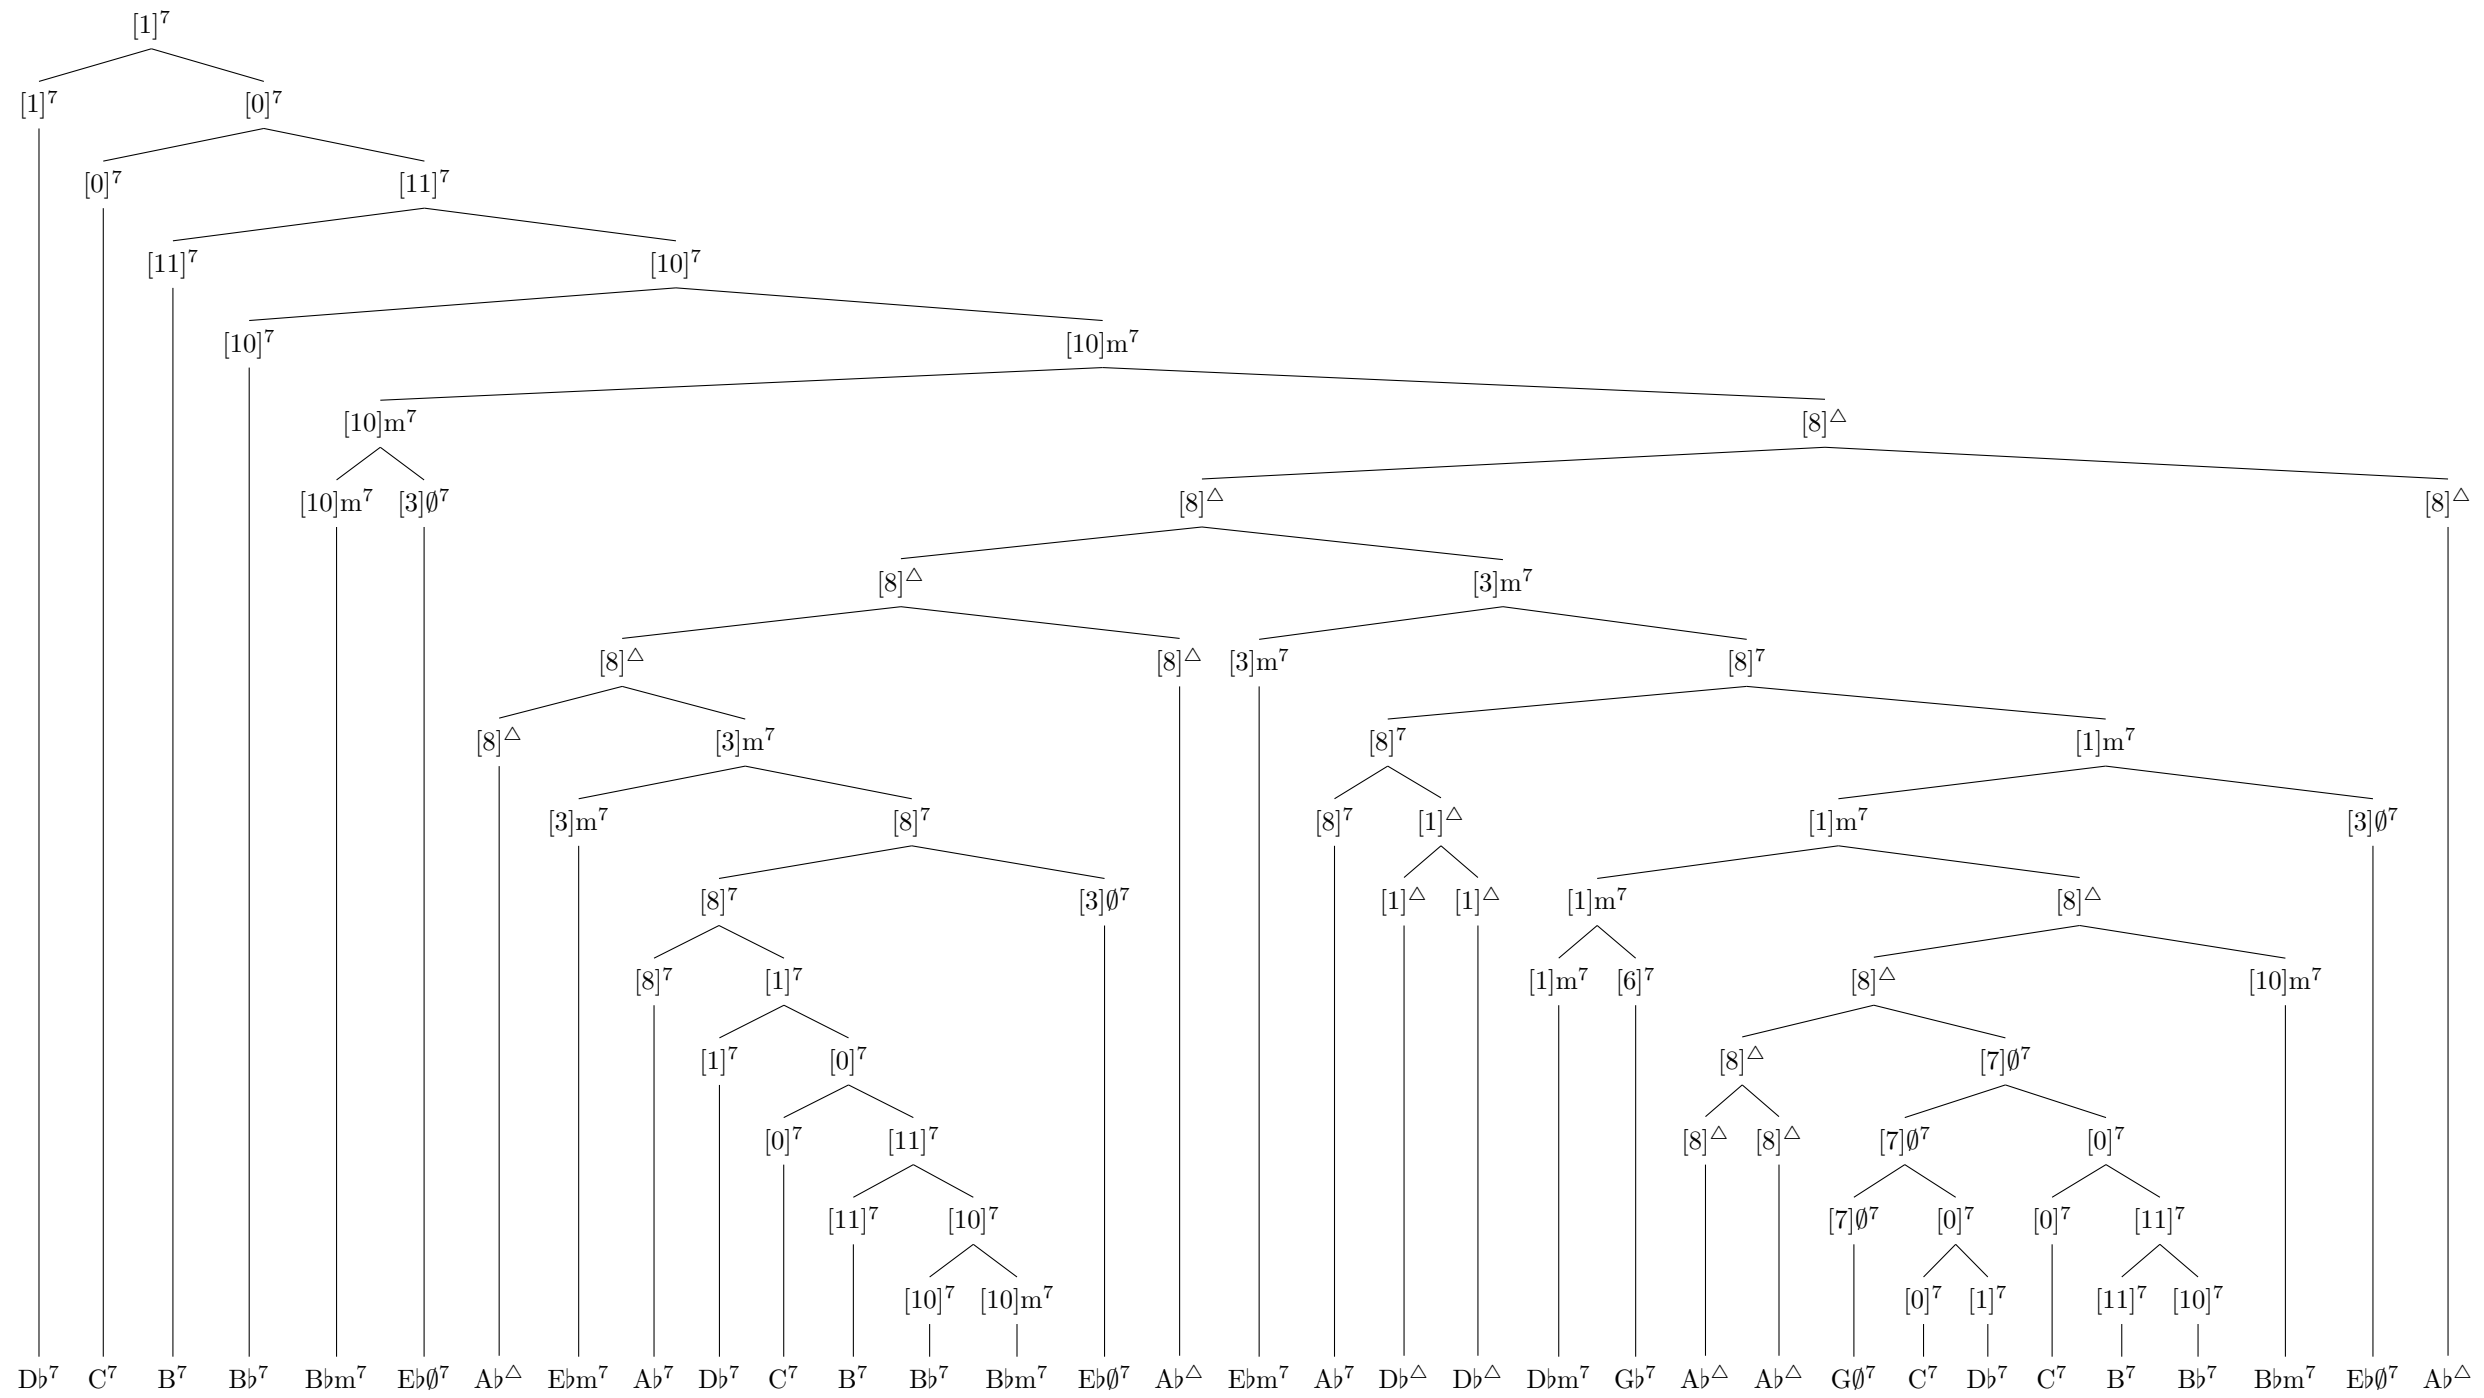 [1]⁷
[1]⁷ [0]⁷
[0]⁷ [11]⁷
[11]⁷ [10]⁷
[10]⁷ [10]m⁷
[10]m⁷ [8]△
[10]m⁷ [3]∅⁷ [8]△ [8]△
[8]△ [3]m⁷
[8]△ [8]△ [3]m⁷ [8]⁷
[8]△ [3]m⁷ [8]⁷ [1]m⁷
[3]m⁷ [8]⁷ [8]⁷ [1]△ [1]m⁷ [3]∅⁷
[8]⁷ [3]∅⁷ [1]△ [1]△ [1]m⁷ [8]△
[8]⁷ [1]⁷ [1]m⁷ [6]⁷ [8]△ [10]m⁷
[1]⁷ [0]⁷ [8]△ [7]∅⁷
[0]⁷ [11]⁷ [8]△ [8]△ [7]∅⁷ [0]⁷
[11]⁷ [10]⁷ [7]∅⁷ [0]⁷ [0]⁷ [11]⁷
[10]⁷ [10]m⁷ [0]⁷ [1]⁷ [11]⁷ [10]⁷
D♭⁷ C⁷ B⁷ B♭⁷ B♭m⁷ E♭∅⁷ A♭△ E♭m⁷ A♭⁷ D♭⁷ C⁷ B⁷ B♭⁷ B♭m⁷ E♭∅⁷ A♭△ E♭m⁷ A♭⁷ D♭△ D♭△ D♭m⁷ G♭⁷ A♭△ A♭△ G∅⁷ C⁷ D♭⁷ C⁷ B⁷ B♭⁷ B♭m⁷ E♭∅⁷ A♭△